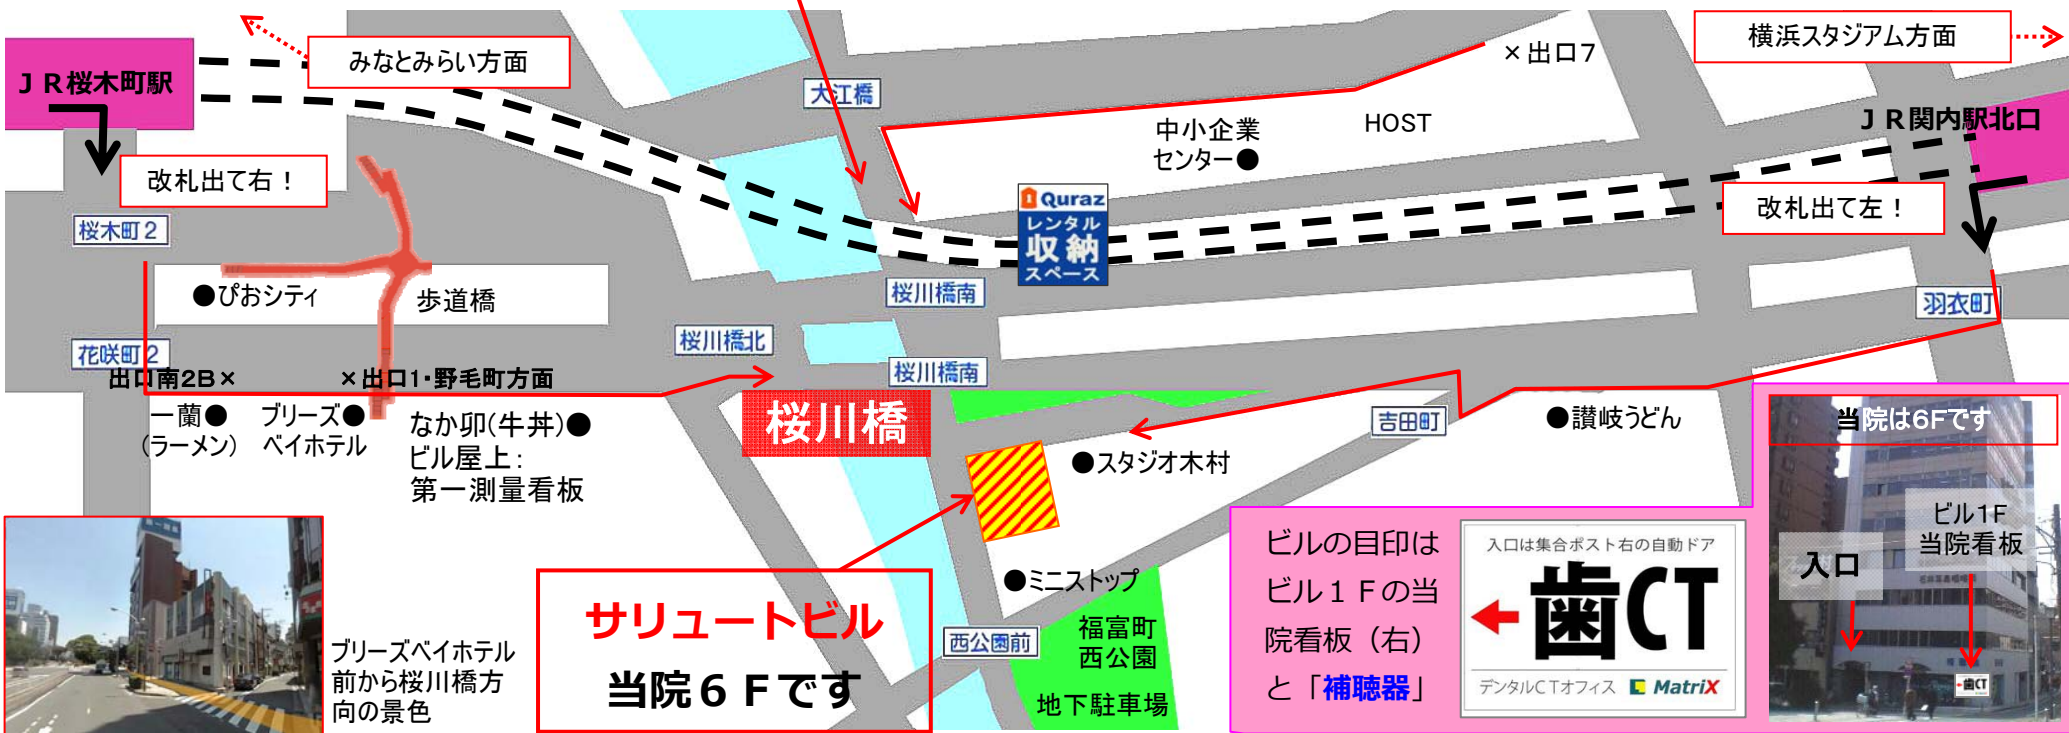 みなとみらい方面
横浜スタジアム方面
×出口7
JR桜木町駅
大江橋
HOST
中小企業
センター●
JR関内駅北口
改札出て右！
Quraz
レンタル
収納
スペース
改札出て左！
桜木町2
●ぴおシティ
歩道橋
桜川橋南
羽衣町
桜川橋北
花咲町2
桜川橋南
出口南2B×
×出口1・野毛町方面
一蘭●
(ラーメン)
ブリーズ●
ベイホテル
なか卯(牛丼)●
ビル屋上：
第一測量看板
桜川橋
吉田町
●讃岐うどん
●スタジオ木村
当院は6Fです
ビル1F
当院看板
入口
ビルの目印は
ビル1Fの当
院看板（右）
と「補聴器」
入口は集合ポスト右の自動ドア
歯CT
デンタルCTオフィス MatriX
歯CT
●ミニストップ
サリュートビル
当院6Fです
西公園前
福富町
西公園
地下駐車場
ブリーズベイホテル
前から桜川橋方
向の景色